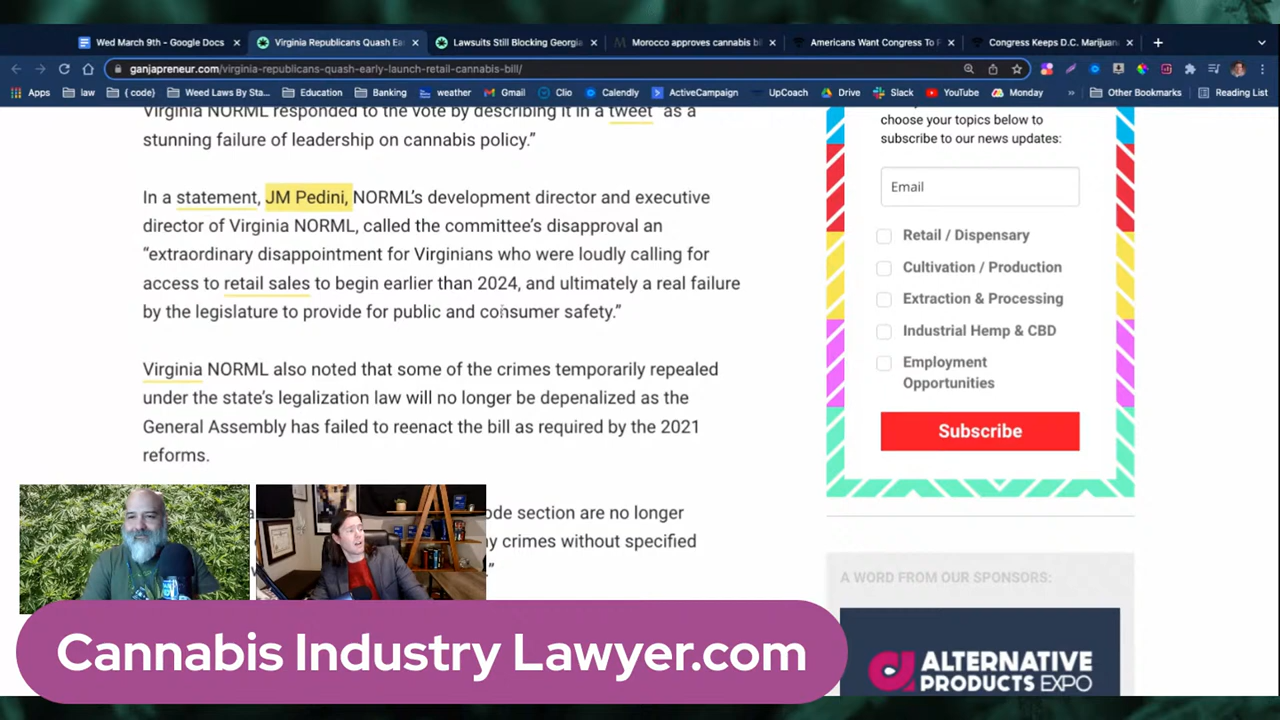 Wed March 9th - Google Docs
Virginia Republicans Quash Ea
Lawsuits Still Blocking Georgia
Morocco approves cannabis bil
Americans Want Congress To P
Congress Keeps D.C. Marijuan
ganjapreneur.com/virginia-republicans-quash-early-launch-retail-cannabis-bill/
Apps law { code} Weed Laws By Sta... Education Banking weather Gmail Clio Calendly ActiveCampaign UpCoach Drive Slack YouTube Monday » Other Bookmarks Reading List
Virginia NORML responded to the vote by describing it in a tweet “as a
stunning failure of leadership on cannabis policy.”
In a statement, JM Pedini, NORML’s development director and executive
director of Virginia NORML, called the committee’s disapproval an
“extraordinary disappointment for Virginians who were loudly calling for
access to retail sales to begin earlier than 2024, and ultimately a real failure
by the legislature to provide for public and consumer safety.”
Virginia NORML also noted that some of the crimes temporarily repealed
under the state’s legalization law will no longer be depenalized as the
General Assembly has failed to reenact the bill as required by the 2021
reforms.
ode section are no longer
y crimes without specified
.”
choose your topics below to
subscribe to our news updates:
Email
Retail / Dispensary
Cultivation / Production
Extraction & Processing
Industrial Hemp & CBD
Employment
Opportunities
Subscribe
A WORD FROM OUR SPONSORS:
ALTERNATIVE
PRODUCTS EXPO
Cannabis Industry Lawyer.com